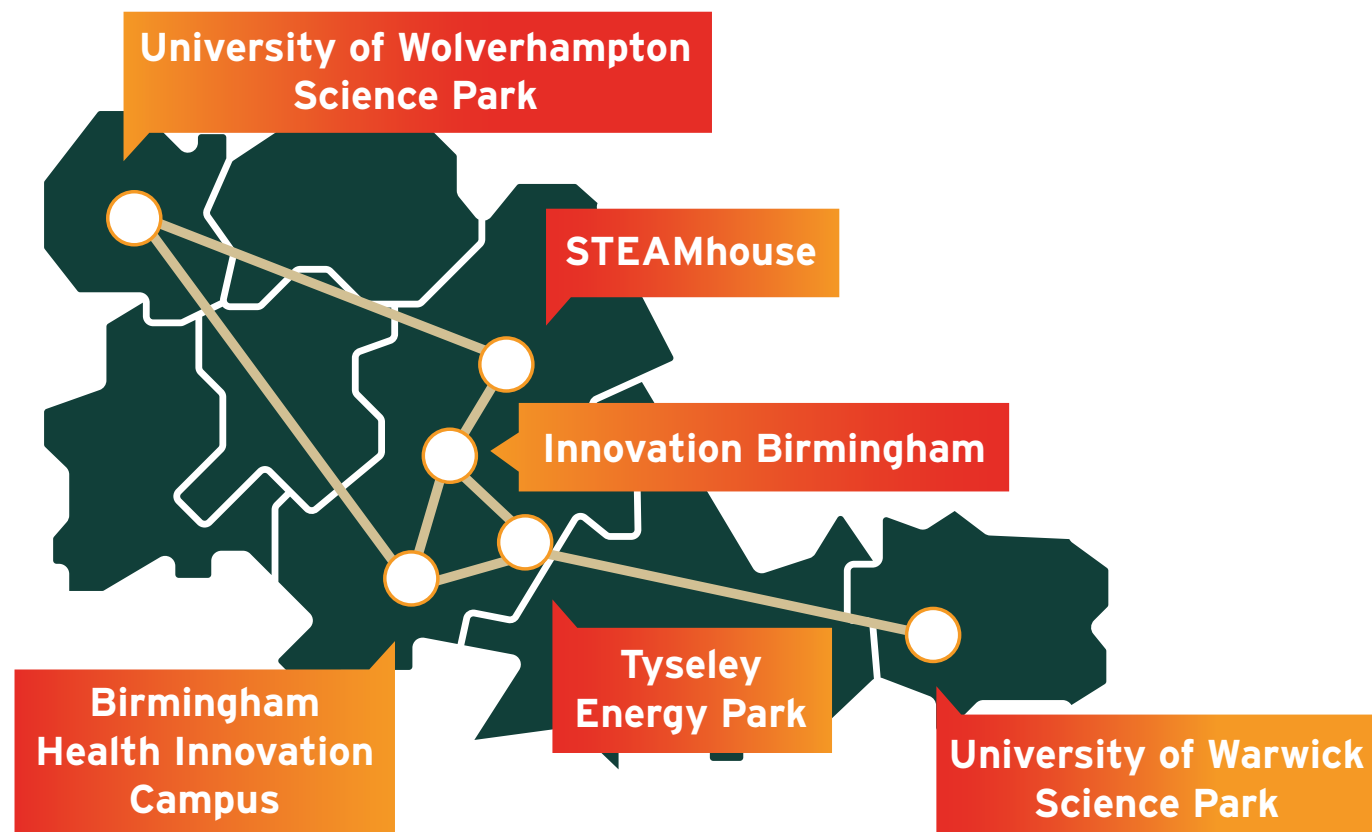 University of Wolverhampton
Science Park
STEAMhouse
Innovation Birmingham
Tyseley
Energy Park
Birmingham
Health Innovation
Campus
University of Warwick
Science Park